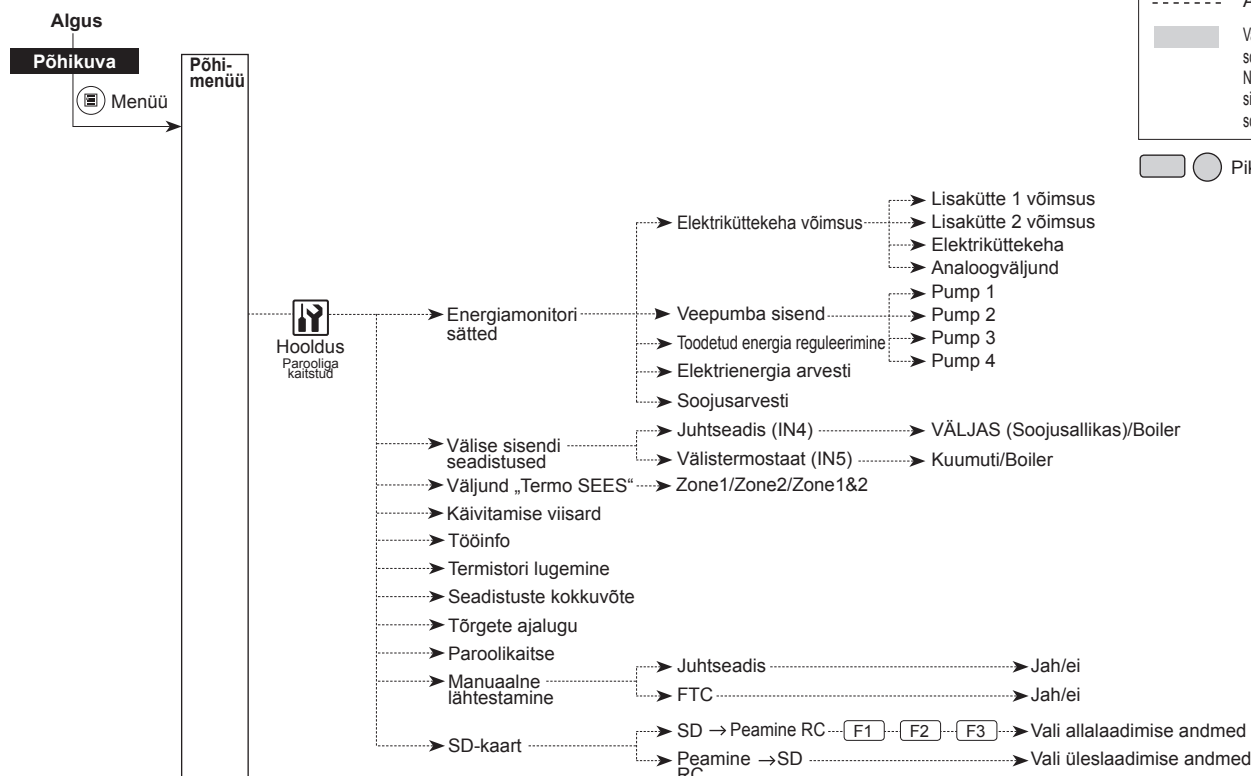 Algus
Põhikuva
Menüü
Põhi-
menüü
Pik
Hooldus
Parooliga
kaitstud
Energiamonitori
sätted
Elektriküttekeha võimsus
Lisakütte 1 võimsus
Lisakütte 2 võimsus
Elektriküttekeha
Analoogväljund
Veepumba sisend
Pump 1
Pump 2
Pump 3
Pump 4
Toodetud energia reguleerimine
Elektrienergia arvesti
Soojusarvesti
Välise sisendi
seadistused
Juhtseadis (IN4)
VÄLJAS (Soojusallikas)/Boiler
Välistermostaat (IN5)
Kuumuti/Boiler
Väljund „Termo SEES“
Zone1/Zone2/Zone1&2
Käivitamise viisard
Tööinfo
Termistori lugemine
Seadistuste kokkuvõte
Tõrgete ajalugu
Paroolikaitse
Manuaalne
lähtestamine
Juhtseadis
Jah/ei
FTC
Jah/ei
SD-kaart
SD → Peamine RC
F1
F2
F3
Vali allalaadimise andmed
Peamine → SD
RC
Vali üleslaadimise andmed